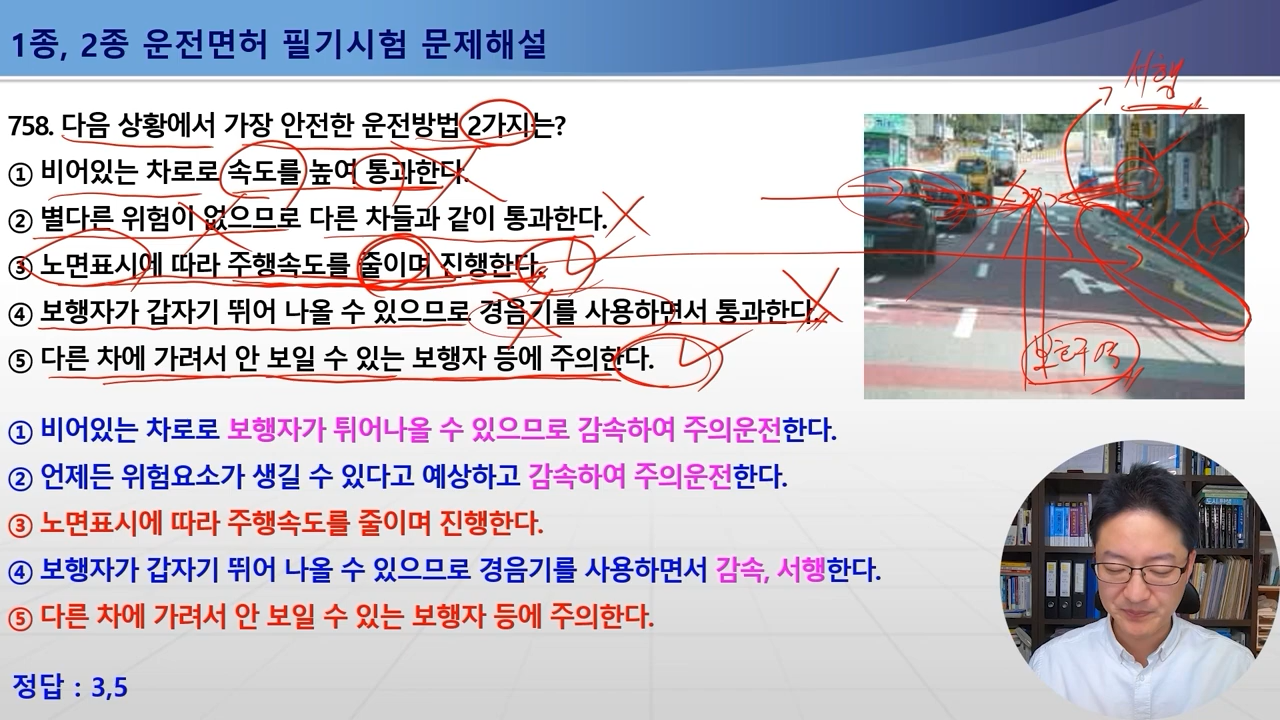 1종, 2종 운전면허 필기시험 문제해설
758. 다음 상황에서 가장 안전한 운전방법 2가지는?
① 비어있는 차로로 속도를 높여 통과한다.
② 별다른 위험이 없으므로 다른 차들과 같이 통과한다.
③ 노면표시에 따라 주행속도를 줄이며 진행한다.
④ 보행자가 갑자기 뛰어 나올 수 있으므로 경음기를 사용하면서 통과한다.
⑤ 다른 차에 가려서 안 보일 수 있는 보행자 등에 주의한다.
서행
보호구역
① 비어있는 차로로 보행자가 튀어나올 수 있으므로 감속하여 주의운전한다.
② 언제든 위험요소가 생길 수 있다고 예상하고 감속하여 주의운전한다.
③ 노면표시에 따라 주행속도를 줄이며 진행한다.
④ 보행자가 갑자기 뛰어 나올 수 있으므로 경음기를 사용하면서 감속, 서행한다.
⑤ 다른 차에 가려서 안 보일 수 있는 보행자 등에 주의한다.
정답 : 3,5